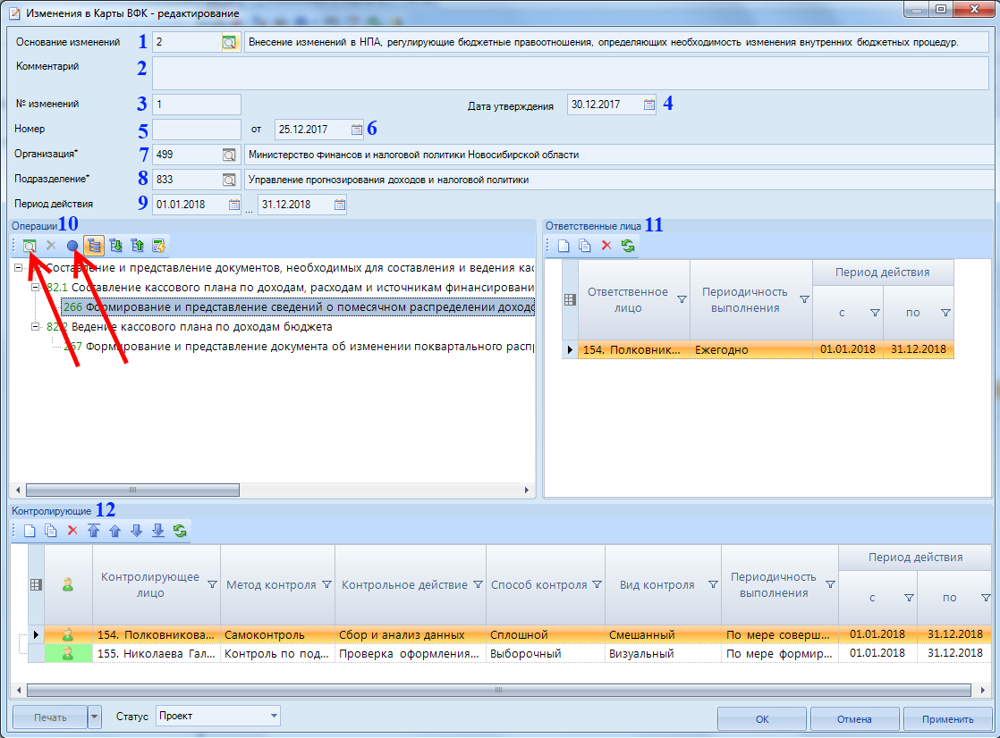 Изменения в Карты ВФК - редактирование
Основание изменений 1 2 Внесение изменений в НПА, регулирующие бюджетные правоотношения, определяющих необходимость изменения внутренних бюджетных процедур.
Комментарий 2
№ изменений 3 1 Дата утверждения 30.12.2017 4
Номер 5 от 25.12.2017 6
Организация* 7 499 Министерство финансов и налоговой политики Новосибирской области
Подразделение* 8 833 Управление прогнозирования доходов и налоговой политики
Период действия 9 01.01.2018 ... 31.12.2018
Операции 10
Составление и представление документов, необходимых для составления и ведения кас
82.1 Составление кассового плана по доходам, расходам и источникам финансировани
266 Формирование и представление сведений о помесячном распределении доходо
82.2 Ведение кассового плана по доходам бюджета
267 Формирование и представление документа об изменении поквартального расп
Ответственные лица 11
Ответственное лицо Периодичность выполнения Период действия
с по
154. Полковник... Ежегодно 01.01.2018 31.12.2018
Контролирующие 12
Контролирующее лицо Метод контроля Контрольное действие Способ контроля Вид контроля Периодичность выполнения Период действия
с по
154. Полковникова... Самоконтроль Сбор и анализ данных Сплошной Смешанный По мере соверш... 01.01.2018 31.12.2018
155. Николаева Гал... Контроль по под... Проверка оформления... Выборочный Визуальный По мере формир... 01.01.2018 31.12.2018
Печать Статус Проект ОК Отмена Применить